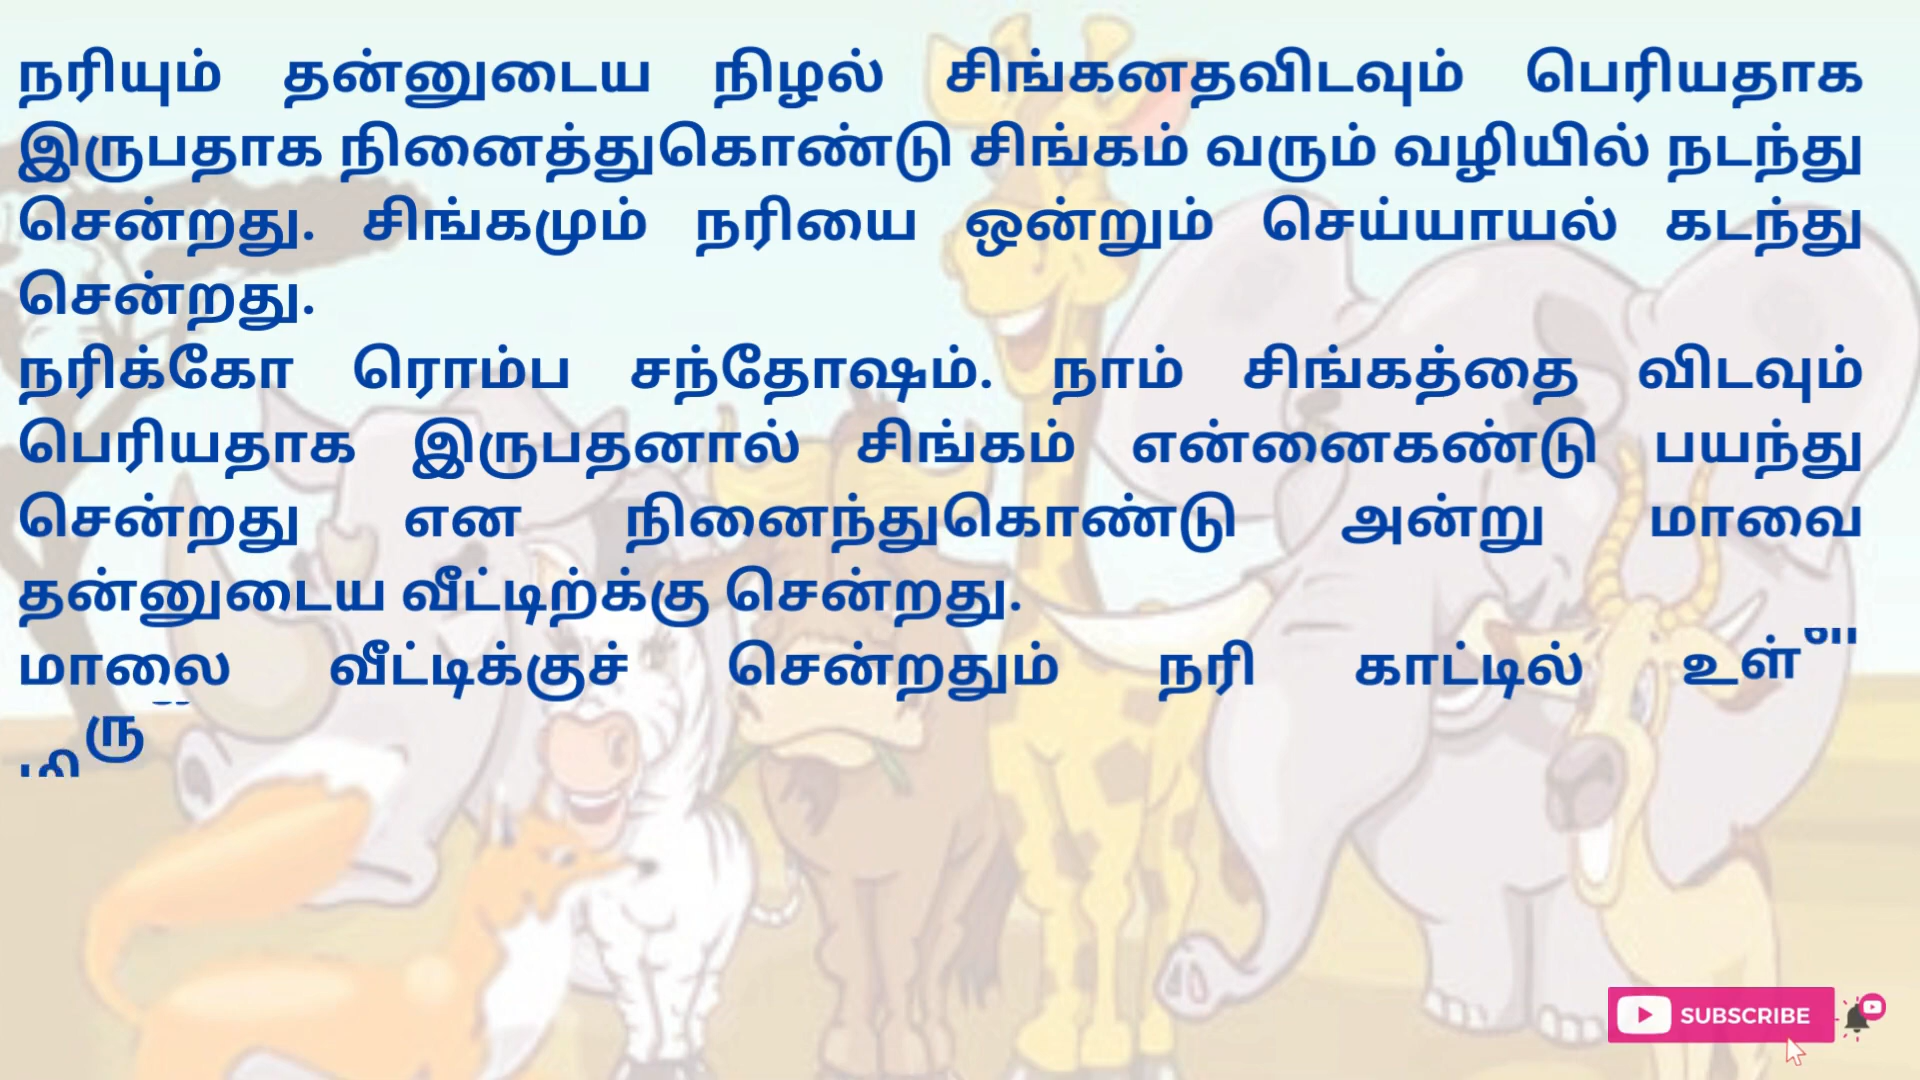 நரியும் தன்னுடைய நிழல் சிங்கனதவிடவும் பெரியதாக
இருபதாக நினைத்துகொண்டு சிங்கம் வரும் வழியில் நடந்து
சென்றது. சிங்கமும் நரியை ஒன்றும் செய்யாயல் கடந்து
சென்றது.
நரிக்கோ ரொம்ப சந்தோஷம். நாம் சிங்கத்தை விடவும்
பெரியதாக இருபதனால் சிங்கம் என்னைகண்டு பயந்து
சென்றது என நினைந்துகொண்டு அன்று மாவை
தன்னுடைய வீட்டிற்க்கு சென்றது.
மாலை வீட்டிக்குச் சென்றதும் நரி காட்டில்
SUBSCRIBE